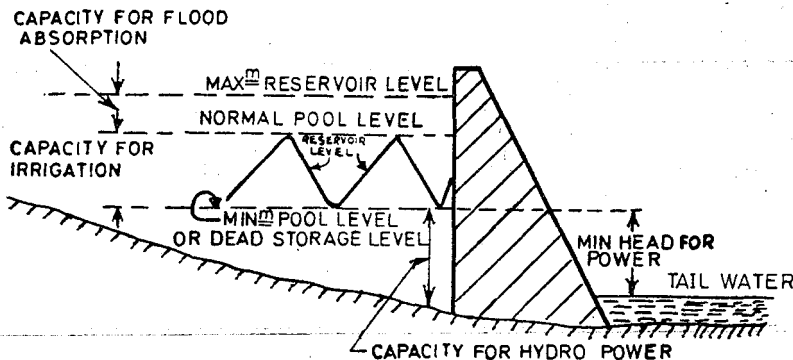 CAPACITY FOR FLOOD
ABSORPTION
MAXᵐ RESERVOIR LEVEL
NORMAL POOL LEVEL
CAPACITY FOR
IRRIGATION
RESERVOIR
LEVEL
MINᵐ POOL LEVEL
OR DEAD STORAGE LEVEL
MIN HEAD FOR
POWER
TAIL WATER
CAPACITY FOR HYDRO POWER